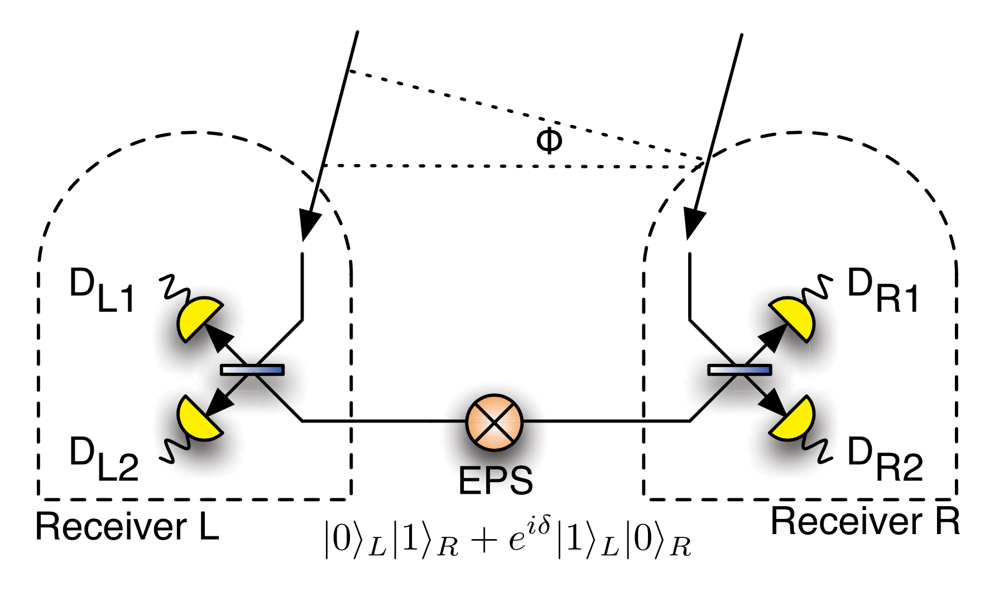 Φ
D_L1
D_R1
D_L2
D_R2
EPS
Receiver L
Receiver R
|0⟩_L|1⟩_R + e^{iδ}|1⟩_L|0⟩_R